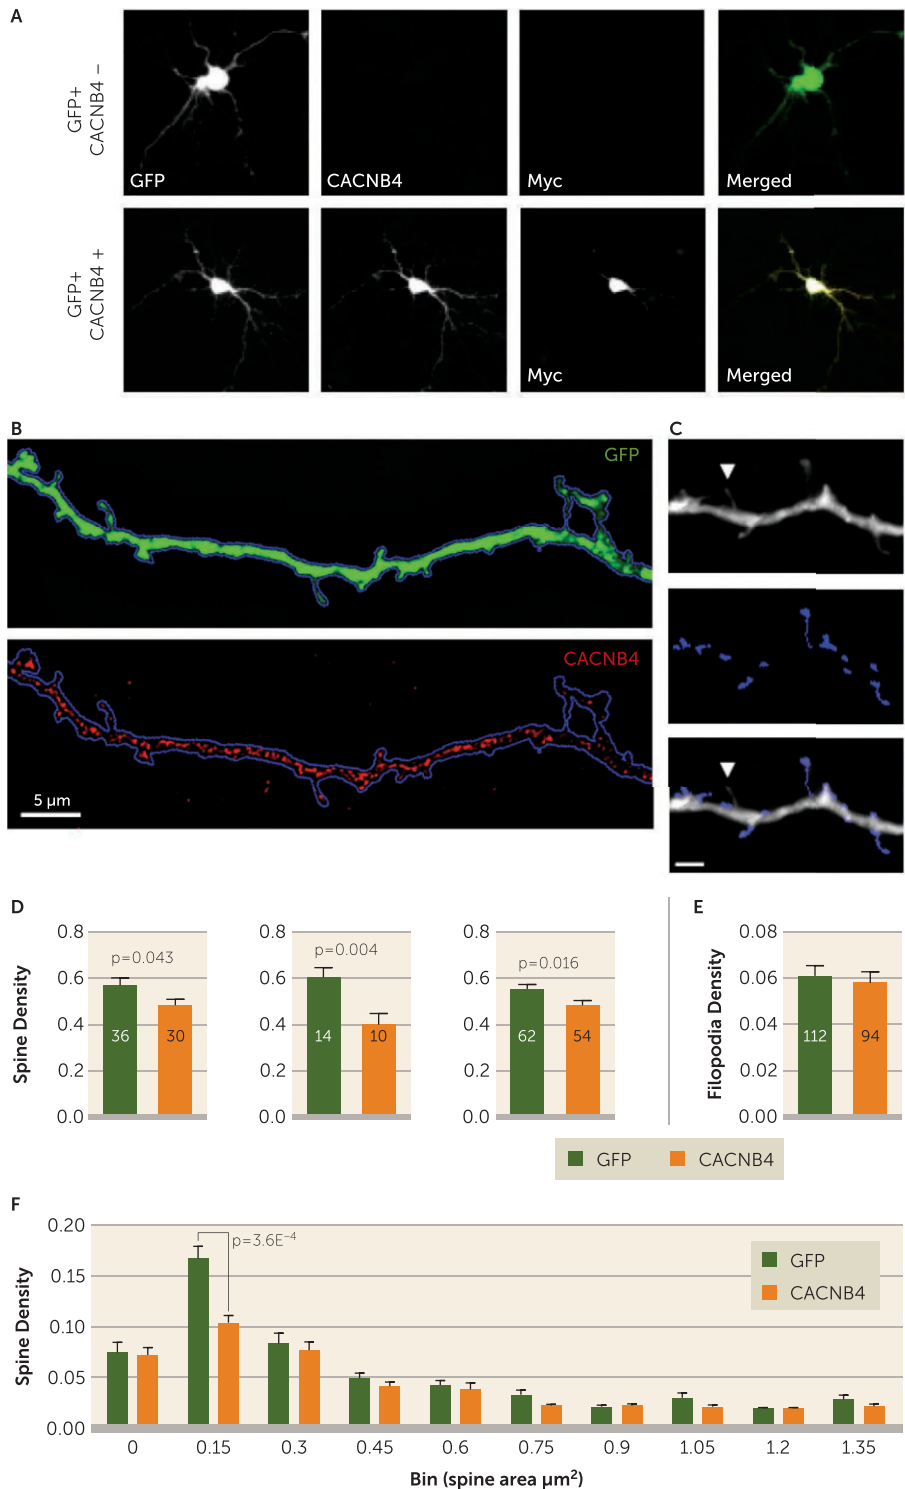 A
GFP+
CACNB4 –
GFP
CACNB4
Myc
Merged
GFP+
CACNB4 +
Myc
Merged
B
GFP
CACNB4
5 µm
C
D
Spine Density
0.8
0.6
0.4
0.2
0.0
p=0.043
36
30
0.8
0.6
0.4
0.2
0.0
p=0.004
14
10
0.8
0.6
0.4
0.2
0.0
p=0.016
62
54
E
Filopodia Density
0.08
0.06
0.04
0.02
0.00
112
94
GFP
CACNB4
F
Spine Density
0.20
0.15
0.10
0.05
0.00
p=3.6E⁻⁴
GFP
CACNB4
0 0.15 0.3 0.45 0.6 0.75 0.9 1.05 1.2 1.35
Bin (spine area µm²)